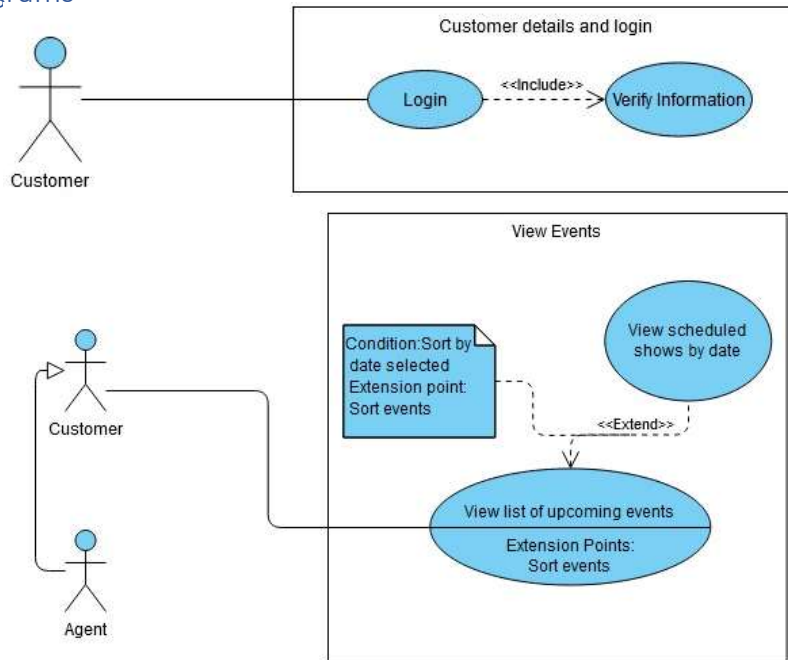 Customer details and login
Login
<<Include>>
Verify Information
Customer
View Events
View scheduled
shows by date
Condition:Sort by
date selected
Extension point:
Sort events
<<Extend>>
Customer
View list of upcoming events
Extension Points:
Sort events
Agent